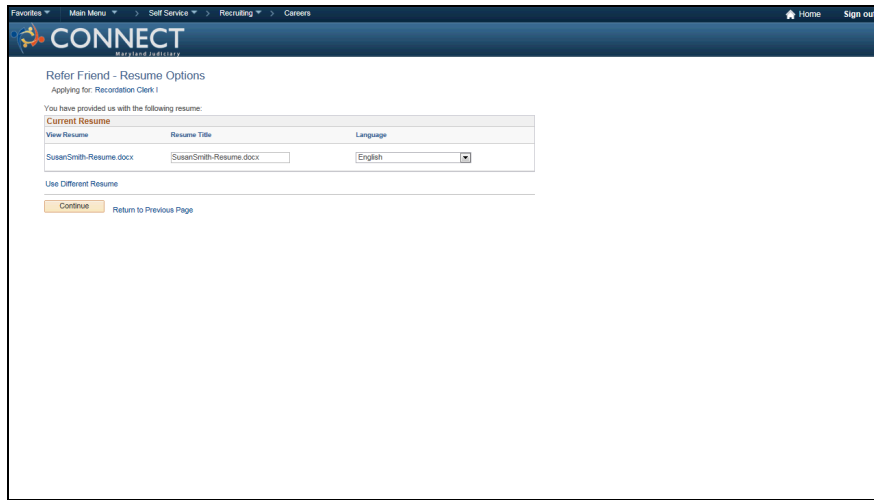 Favorites Main Menu > Self Service > Recruiting > Careers Home Sign out
CONNECT
Maryland Judiciary
Refer Friend - Resume Options
Applying for: Recordation Clerk I
You have provided us with the following resume:
Current Resume
View Resume Resume Title Language
SusanSmith-Resume.docx SusanSmith-Resume.docx English
Use Different Resume
Continue Return to Previous Page